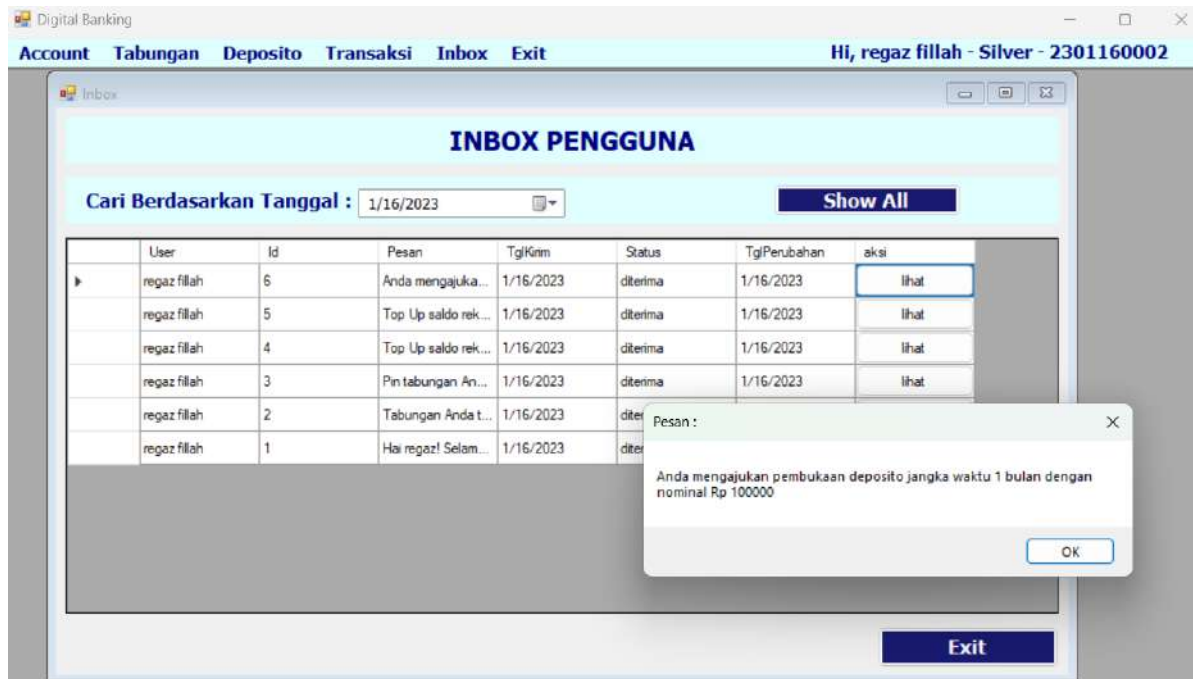 Digital Banking
Account Tabungan Deposito Transaksi Inbox Exit Hi, regaz fillah - Silver - 2301160002
Inbox
INBOX PENGGUNA
Cari Berdasarkan Tanggal : 1/16/2023 Show All
User Id Pesan TglKirim Status TglPerubahan aksi
regaz fillah 6 Anda mengajuka... 1/16/2023 diterima 1/16/2023 lihat
regaz fillah 5 Top Up saldo rek... 1/16/2023 diterima 1/16/2023 lihat
regaz fillah 4 Top Up saldo rek... 1/16/2023 diterima 1/16/2023 lihat
regaz fillah 3 Pin tabungan An... 1/16/2023 diterima 1/16/2023 lihat
regaz fillah 2 Tabungan Anda t... 1/16/2023 diter
regaz fillah 1 Hai regaz! Selam... 1/16/2023 diter
Pesan :
Anda mengajukan pembukaan deposito jangka waktu 1 bulan dengan
nominal Rp 100000
OK
Exit